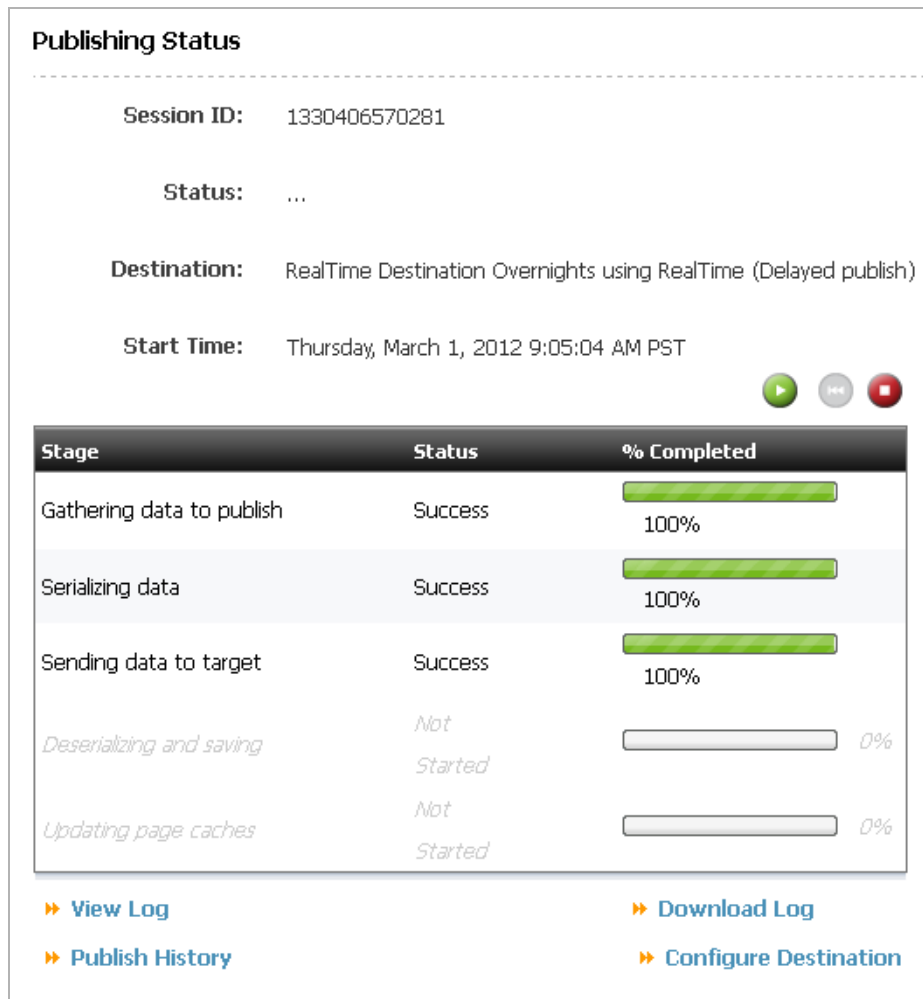 Publishing Status
Session ID: 1330406570281
Status: ...
Destination: RealTime Destination Overnights using RealTime (Delayed publish)
Start Time: Thursday, March 1, 2012 9:05:04 AM PST
Stage Status % Completed
Gathering data to publish Success 100%
Serializing data Success 100%
Sending data to target Success 100%
Deserializing and saving Not Started 0%
Updating page caches Not Started 0%
View Log Download Log
Publish History Configure Destination